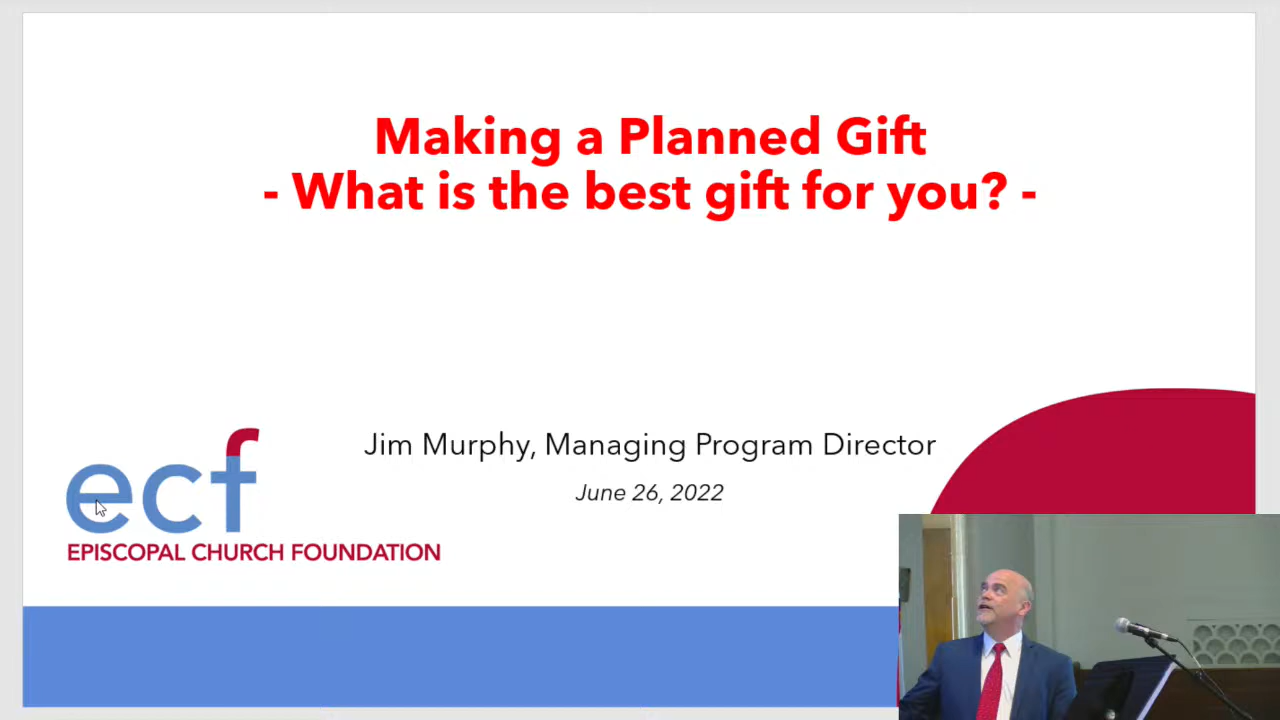 Making a Planned Gift
- What is the best gift for you? -
Jim Murphy, Managing Program Director
June 26, 2022
ecf
EPISCOPAL CHURCH FOUNDATION